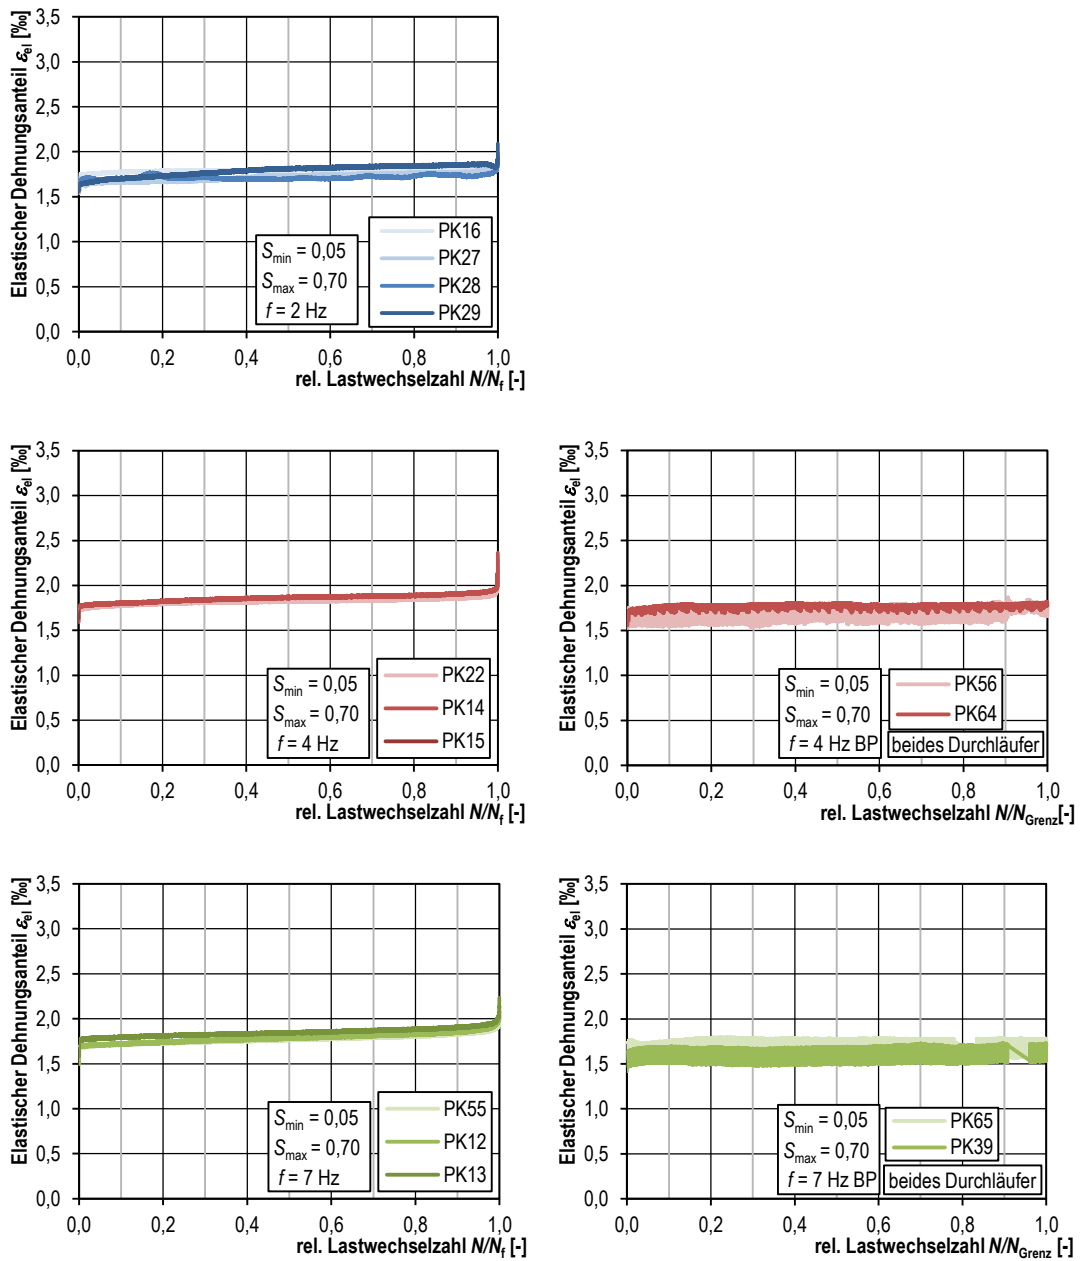 Elastischer Dehnungsanteil εel [‰]
3,5
3,0
2,5
2,0
1,5
1,0
0,5
0,0
Smin = 0,05
Smax = 0,70
f = 2 Hz
PK16
PK27
PK28
PK29
0,0 0,2 0,4 0,6 0,8 1,0
rel. Lastwechselzahl N/Nf [-]
Elastischer Dehnungsanteil εel [‰]
3,5
3,0
2,5
2,0
1,5
1,0
0,5
0,0
Smin = 0,05
Smax = 0,70
f = 4 Hz
PK22
PK14
PK15
0,0 0,2 0,4 0,6 0,8 1,0
rel. Lastwechselzahl N/Nf [-]
Elastischer Dehnungsanteil εel [‰]
3,5
3,0
2,5
2,0
1,5
1,0
0,5
0,0
Smin = 0,05
Smax = 0,70
f = 4 Hz BP
PK56
PK64
beides Durchläufer
0,0 0,2 0,4 0,6 0,8 1,0
rel. Lastwechselzahl N/NGrenz[-]
Elastischer Dehnungsanteil εel [‰]
3,5
3,0
2,5
2,0
1,5
1,0
0,5
0,0
Smin = 0,05
Smax = 0,70
f = 7 Hz
PK55
PK12
PK13
0,0 0,2 0,4 0,6 0,8 1,0
rel. Lastwechselzahl N/Nf [-]
Elastischer Dehnungsanteil εel [‰]
3,5
3,0
2,5
2,0
1,5
1,0
0,5
0,0
Smin = 0,05
Smax = 0,70
f = 7 Hz BP
PK65
PK39
beides Durchläufer
0,0 0,2 0,4 0,6 0,8 1,0
rel. Lastwechselzahl N/NGrenz [-]